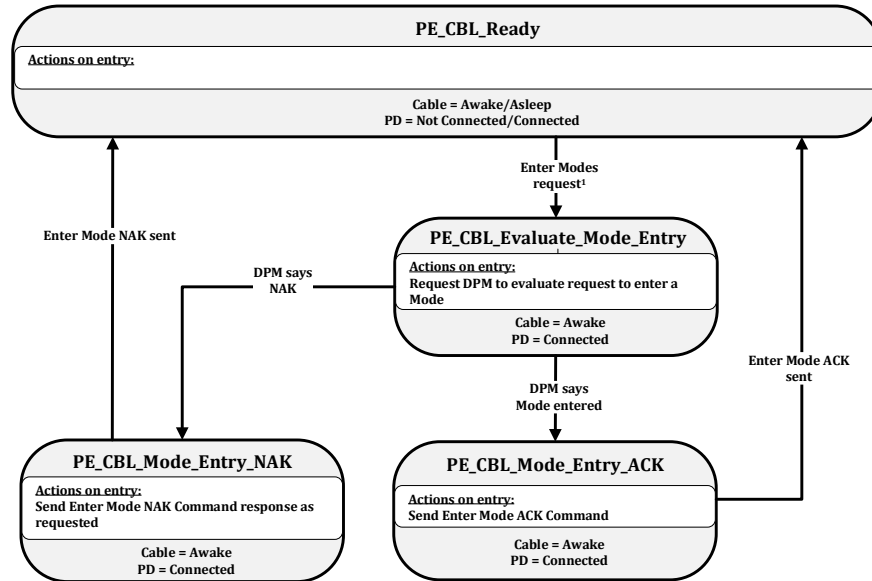 PE_CBL_Ready
Actions on entry:
Cable = Awake/Asleep
PD = Not Connected/Connected
Enter Modes
request¹
Enter Mode NAK sent
PE_CBL_Evaluate_Mode_Entry
Actions on entry:
Request DPM to evaluate request to enter a
Mode
Cable = Awake
PD = Connected
DPM says
NAK
Enter Mode ACK
sent
DPM says
Mode entered
PE_CBL_Mode_Entry_NAK
Actions on entry:
Send Enter Mode NAK Command response as
requested
Cable = Awake
PD = Connected
PE_CBL_Mode_Entry_ACK
Actions on entry:
Send Enter Mode ACK Command
Cable = Awake
PD = Connected